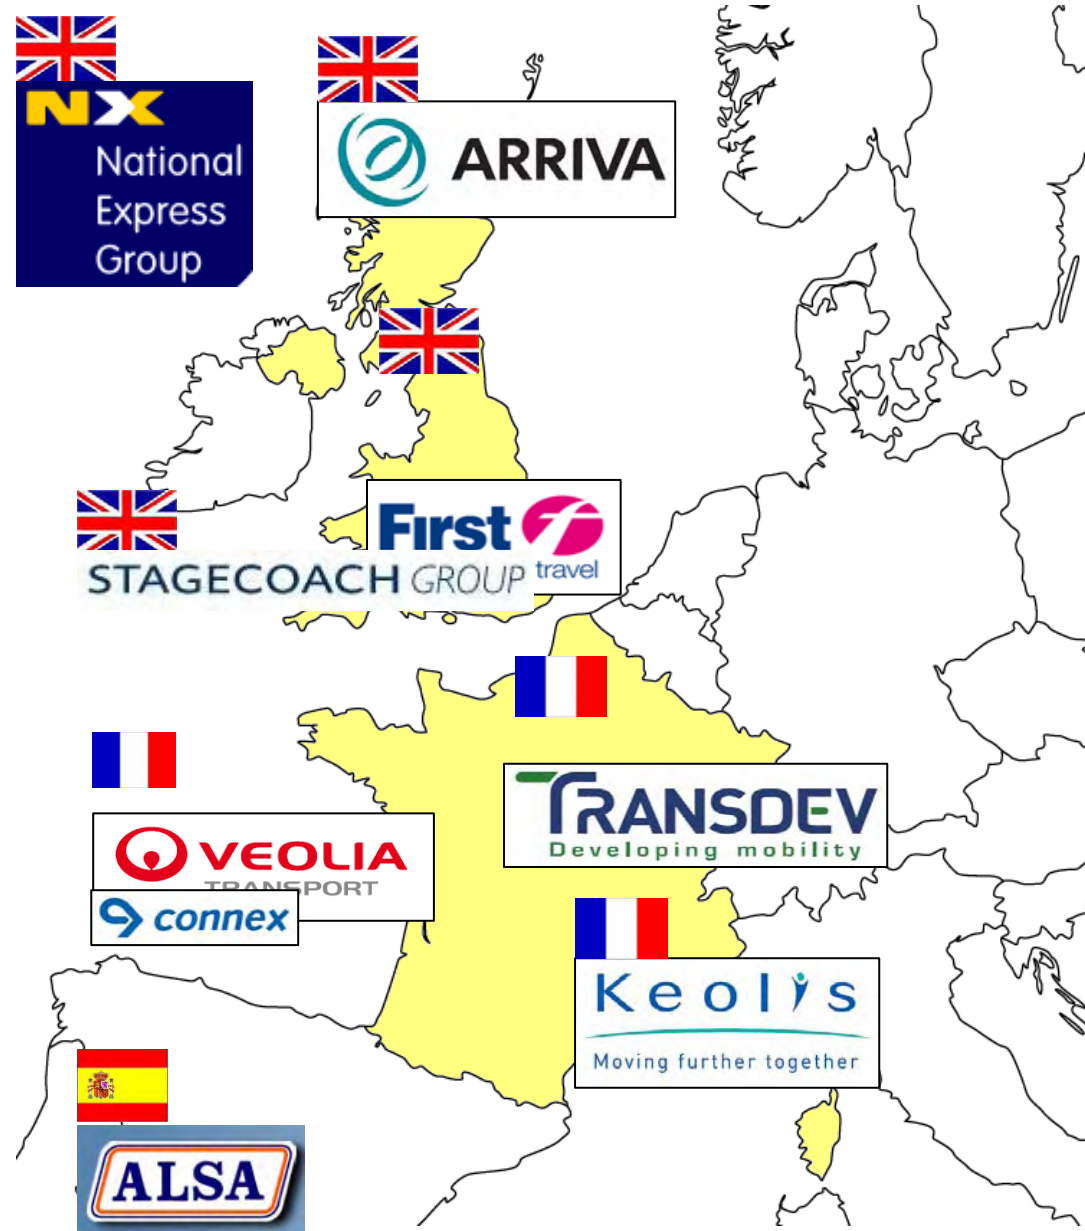 NX
National
Express
Group
ARRIVA
First
travel
STAGECOACH GROUP
TRANSDEV
Developing mobility
VEOLIA
TRANSPORT
connex
Keolis
Moving further together
ALSA